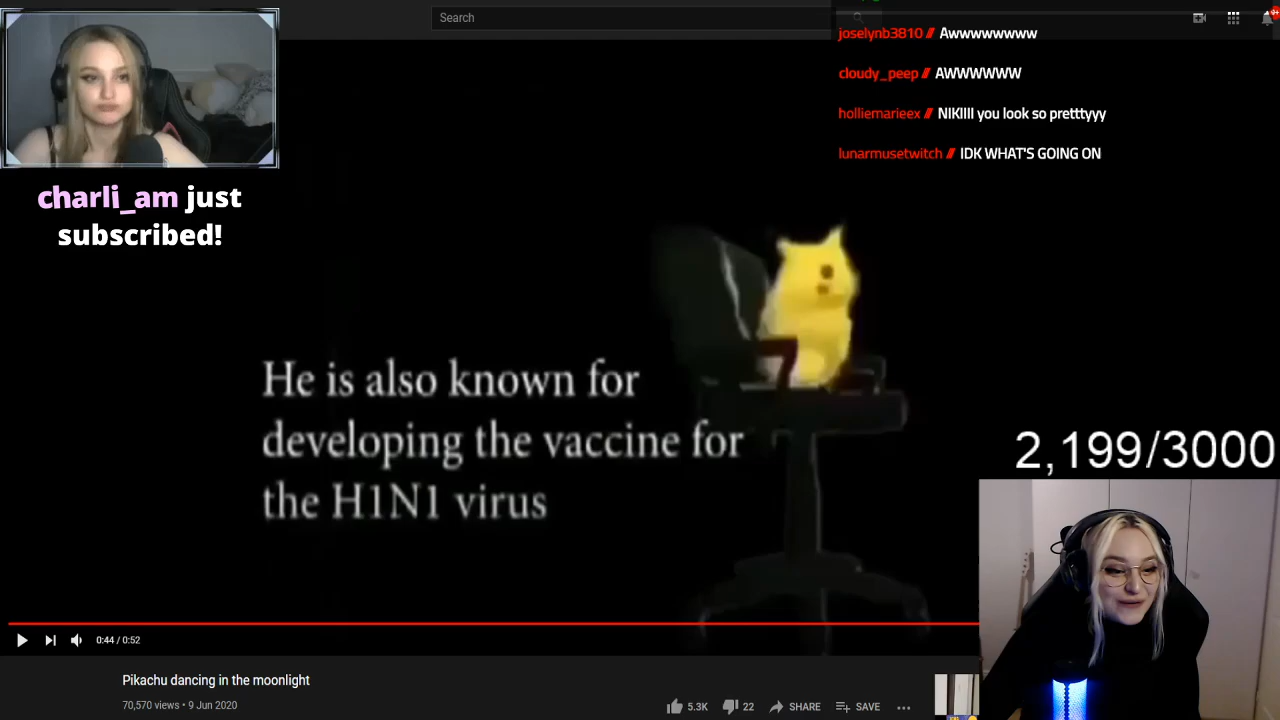 Search
9+
joselynb3810 // Awwwwwwww
cloudy_peep // AWWWWWW
holliemarieex // NIKIIII you look so pretttyyy
lunarmusetwitch // IDK WHAT'S GOING ON
charli_am just
subscribed!
He is also known for
developing the vaccine for
the H1N1 virus
2,199/3000
0:44 / 0:52
Pikachu dancing in the moonlight
70,570 views • 9 Jun 2020
5.3K
22
SHARE
SAVE